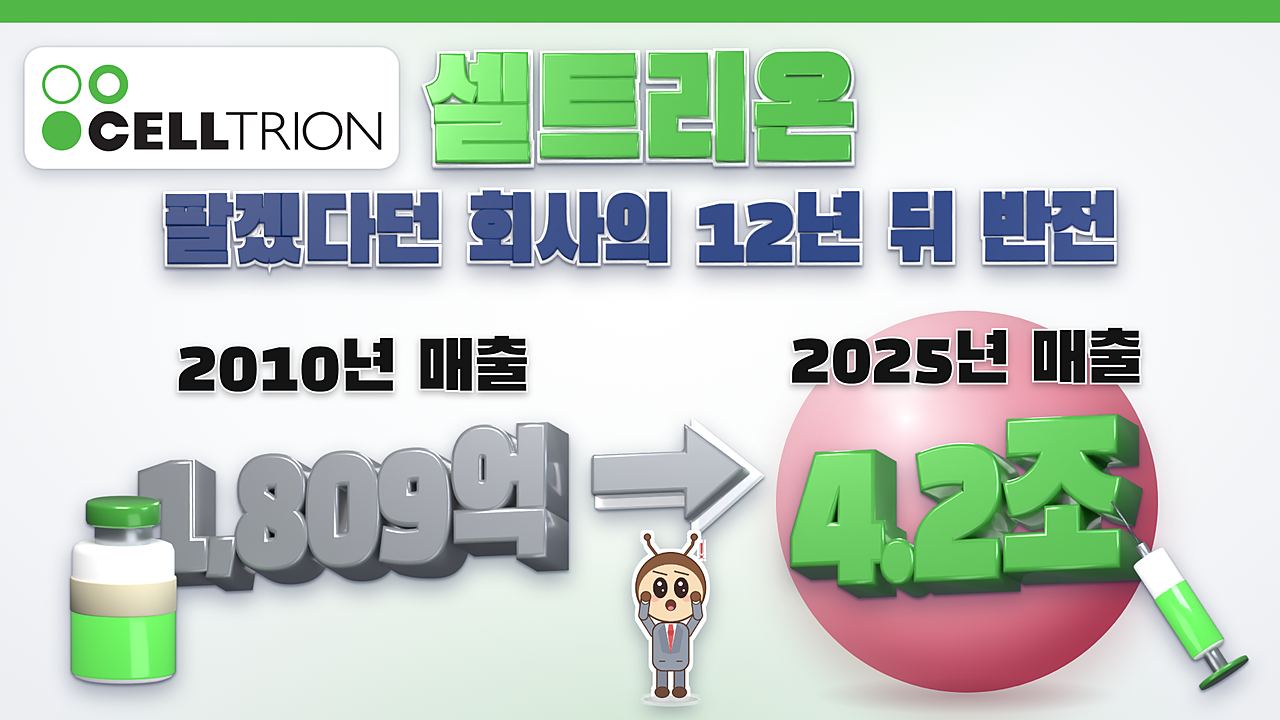 CELLTRION
셀트리온
팔겠다던 회사의 12년 뒤 반전
2010년 매출
2025년 매출
1,809억
4.2조
!